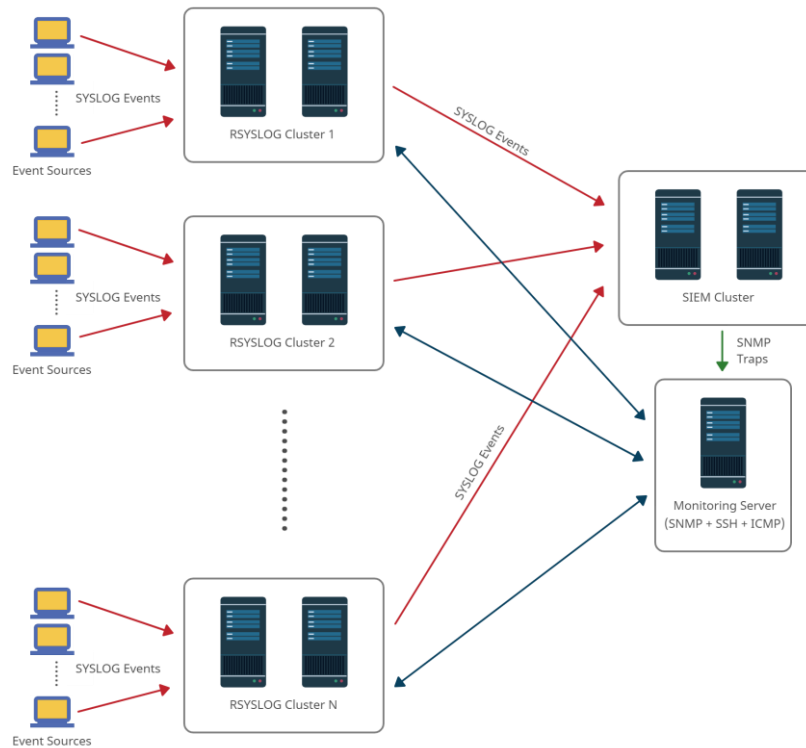 SYSLOG Events
Event Sources
RSYSLOG Cluster 1
SYSLOG Events
SYSLOG Events
Event Sources
RSYSLOG Cluster 2
SIEM Cluster
SNMP
Traps
SYSLOG Events
Monitoring Server
(SNMP + SSH + ICMP)
SYSLOG Events
Event Sources
RSYSLOG Cluster N